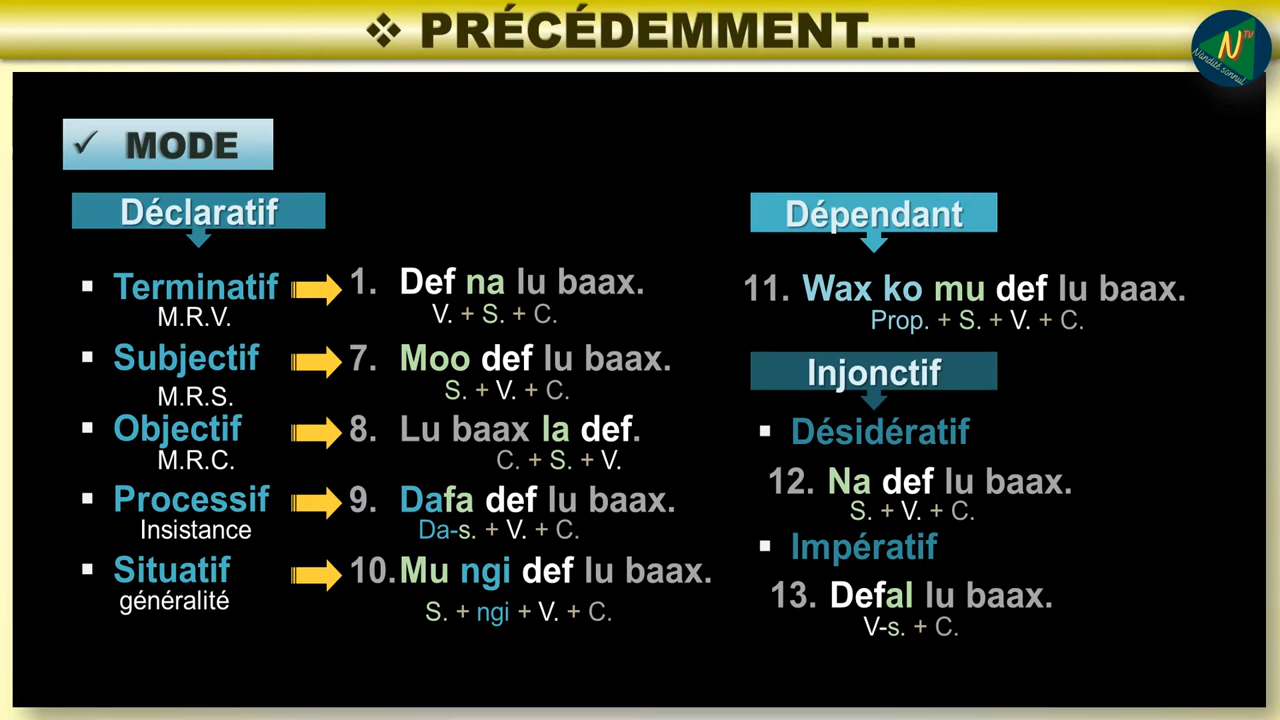 ❖ PRÉCÉDEMMENT...
N TV
Nàndité sonnul
✓ MODE
Déclaratif
▪ Terminatif
M.R.V.
1. Def na lu baax.
V. + S. + C.
▪ Subjectif
M.R.S.
7. Moo def lu baax.
S. + V. + C.
▪ Objectif
M.R.C.
8. Lu baax la def.
C. + S. + V.
▪ Processif
Insistance
9. Dafa def lu baax.
Da-s. + V. + C.
▪ Situatif
généralité
10. Mu ngi def lu baax.
S. + ngi + V. + C.
Dépendant
11. Wax ko mu def lu baax.
Prop. + S. + V. + C.
Injonctif
▪ Désidératif
12. Na def lu baax.
S. + V. + C.
▪ Impératif
13. Defal lu baax.
V-s. + C.